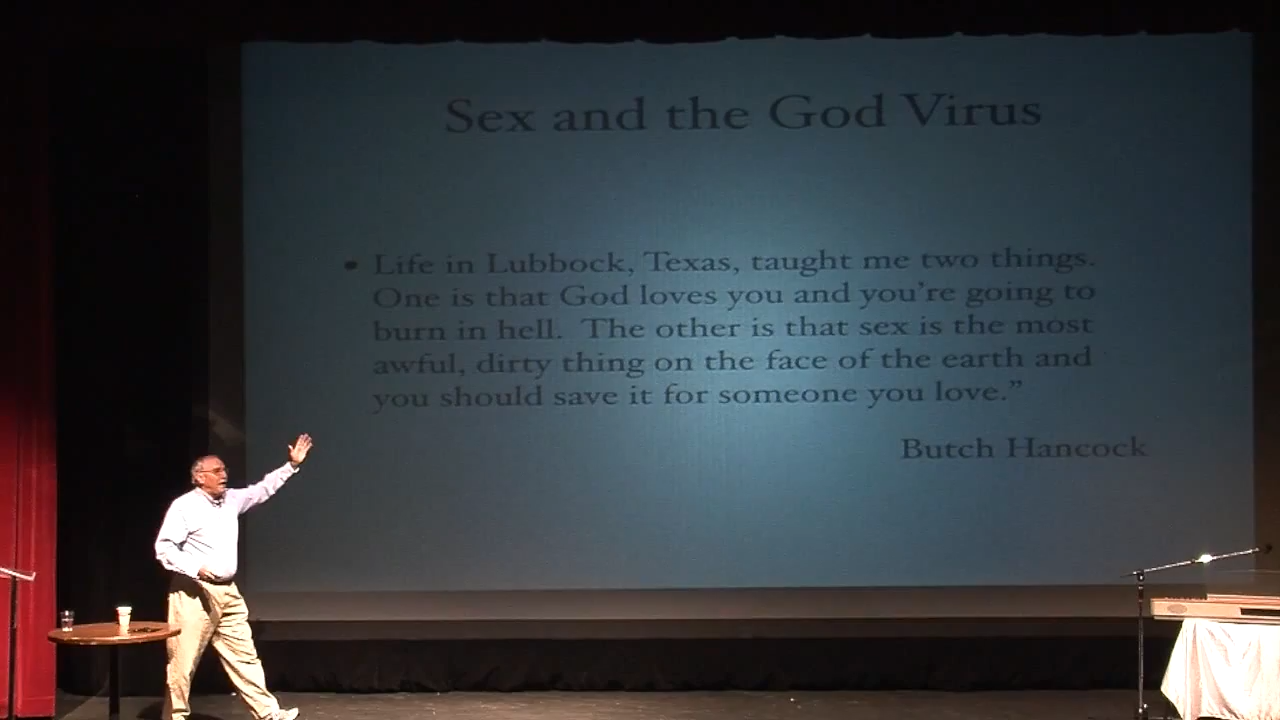 Sex and the God Virus
• Life in Lubbock, Texas, taught me two things.
One is that God loves you and you're going to
burn in hell.  The other is that sex is the most
awful, dirty thing on the face of the earth and
you should save it for someone you love.”
Butch Hancock